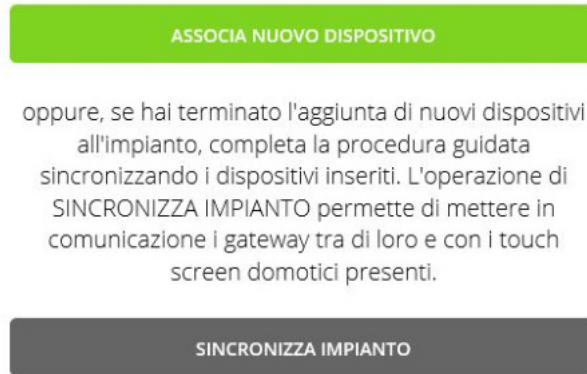 ASSOCIA NUOVO DISPOSITIVO
oppure, se hai terminato l'aggiunta di nuovi dispositivi
all'impianto, completa la procedura guidata
sincronizzando i dispositivi inseriti. L'operazione di
SINCRONIZZA IMPIANTO permette di mettere in
comunicazione i gateway tra di loro e con i touch
screen domotici presenti.
SINCRONIZZA IMPIANTO